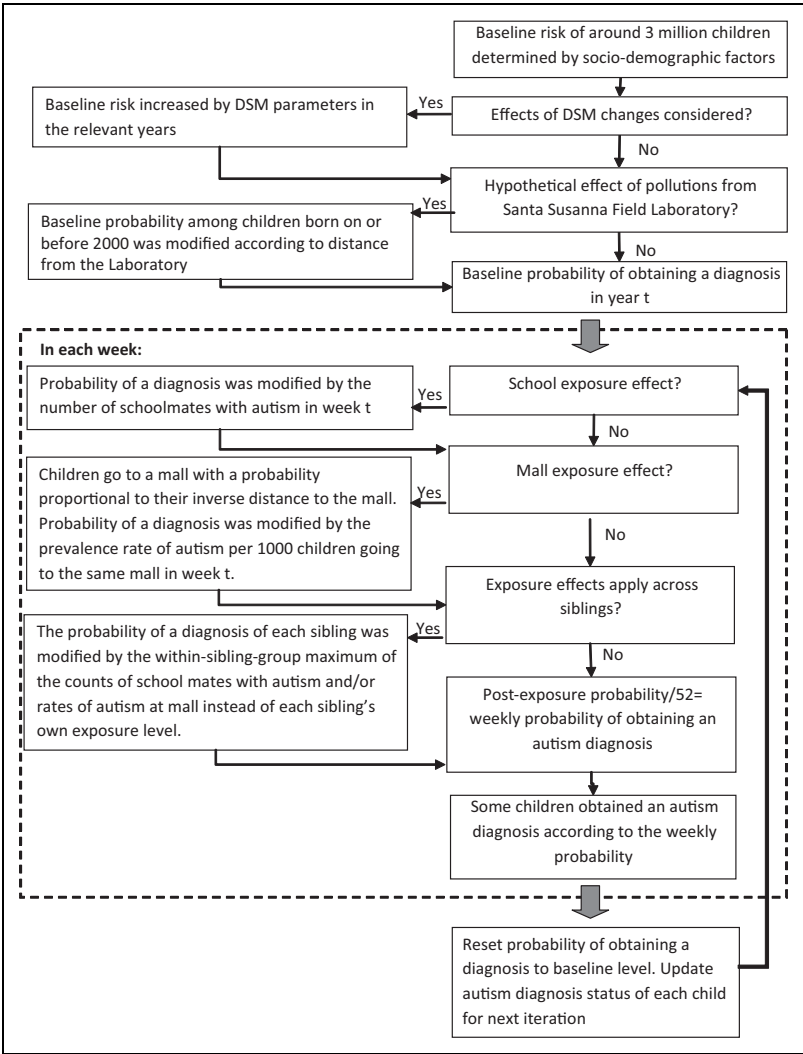 Baseline risk of around 3 million children
determined by socio-demographic factors
Effects of DSM changes considered?
Yes
Baseline risk increased by DSM parameters in
the relevant years
No
Hypothetical effect of pollutions from
Santa Susanna Field Laboratory?
Yes
Baseline probability among children born on or
before 2000 was modified according to distance
from the Laboratory
No
Baseline probability of obtaining a diagnosis
in year t
In each week:
School exposure effect?
Yes
Probability of a diagnosis was modified by the
number of schoolmates with autism in week t
No
Mall exposure effect?
Yes
Children go to a mall with a probability
proportional to their inverse distance to the mall.
Probability of a diagnosis was modified by the
prevalence rate of autism per 1000 children going
to the same mall in week t.
No
Exposure effects apply across
siblings?
Yes
The probability of a diagnosis of each sibling was
modified by the within-sibling-group maximum of
the counts of school mates with autism and/or
rates of autism at mall instead of each sibling’s
own exposure level.
No
Post-exposure probability/52=
weekly probability of obtaining an
autism diagnosis
Some children obtained an autism
diagnosis according to the weekly
probability
Reset probability of obtaining a
diagnosis to baseline level. Update
autism diagnosis status of each child
for next iteration